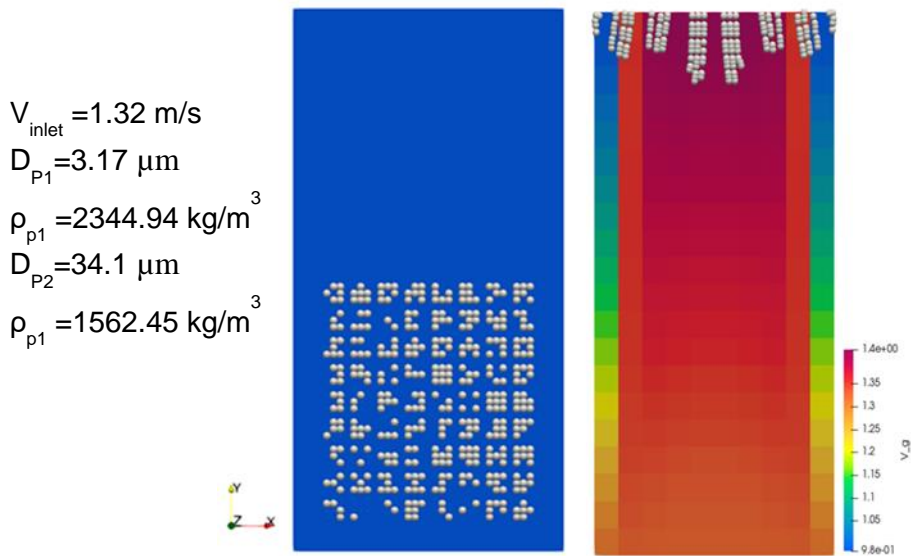 V_inlet =1.32 m/s
D_P1=3.17 µm
ρ_p1 =2344.94 kg/m^3
D_P2=34.1 µm
ρ_p1 =1562.45 kg/m^3
Y
Z X
1.4e+00
1.35
1.3
1.25
1.2
1.15
1.1
1.05
9.8e-01
V_g